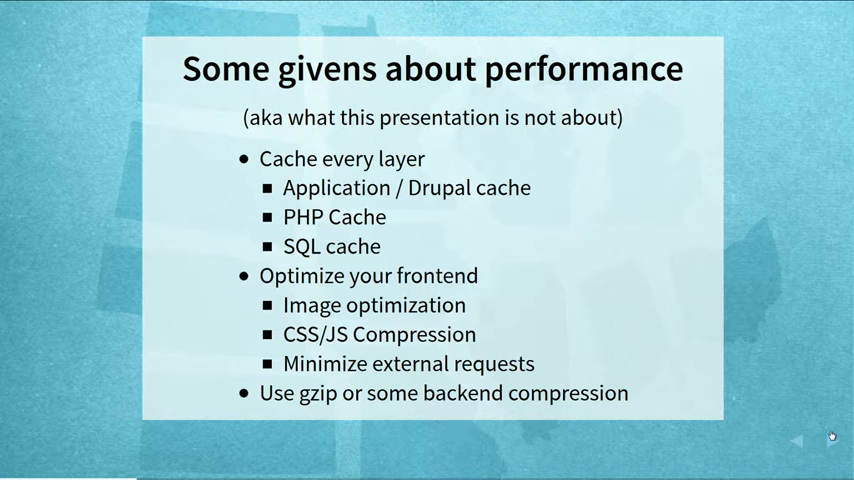 Some givens about performance
(aka what this presentation is not about)
Cache every layer
Application / Drupal cache
PHP Cache
SQL cache
Optimize your frontend
Image optimization
CSS/JS Compression
Minimize external requests
Use gzip or some backend compression